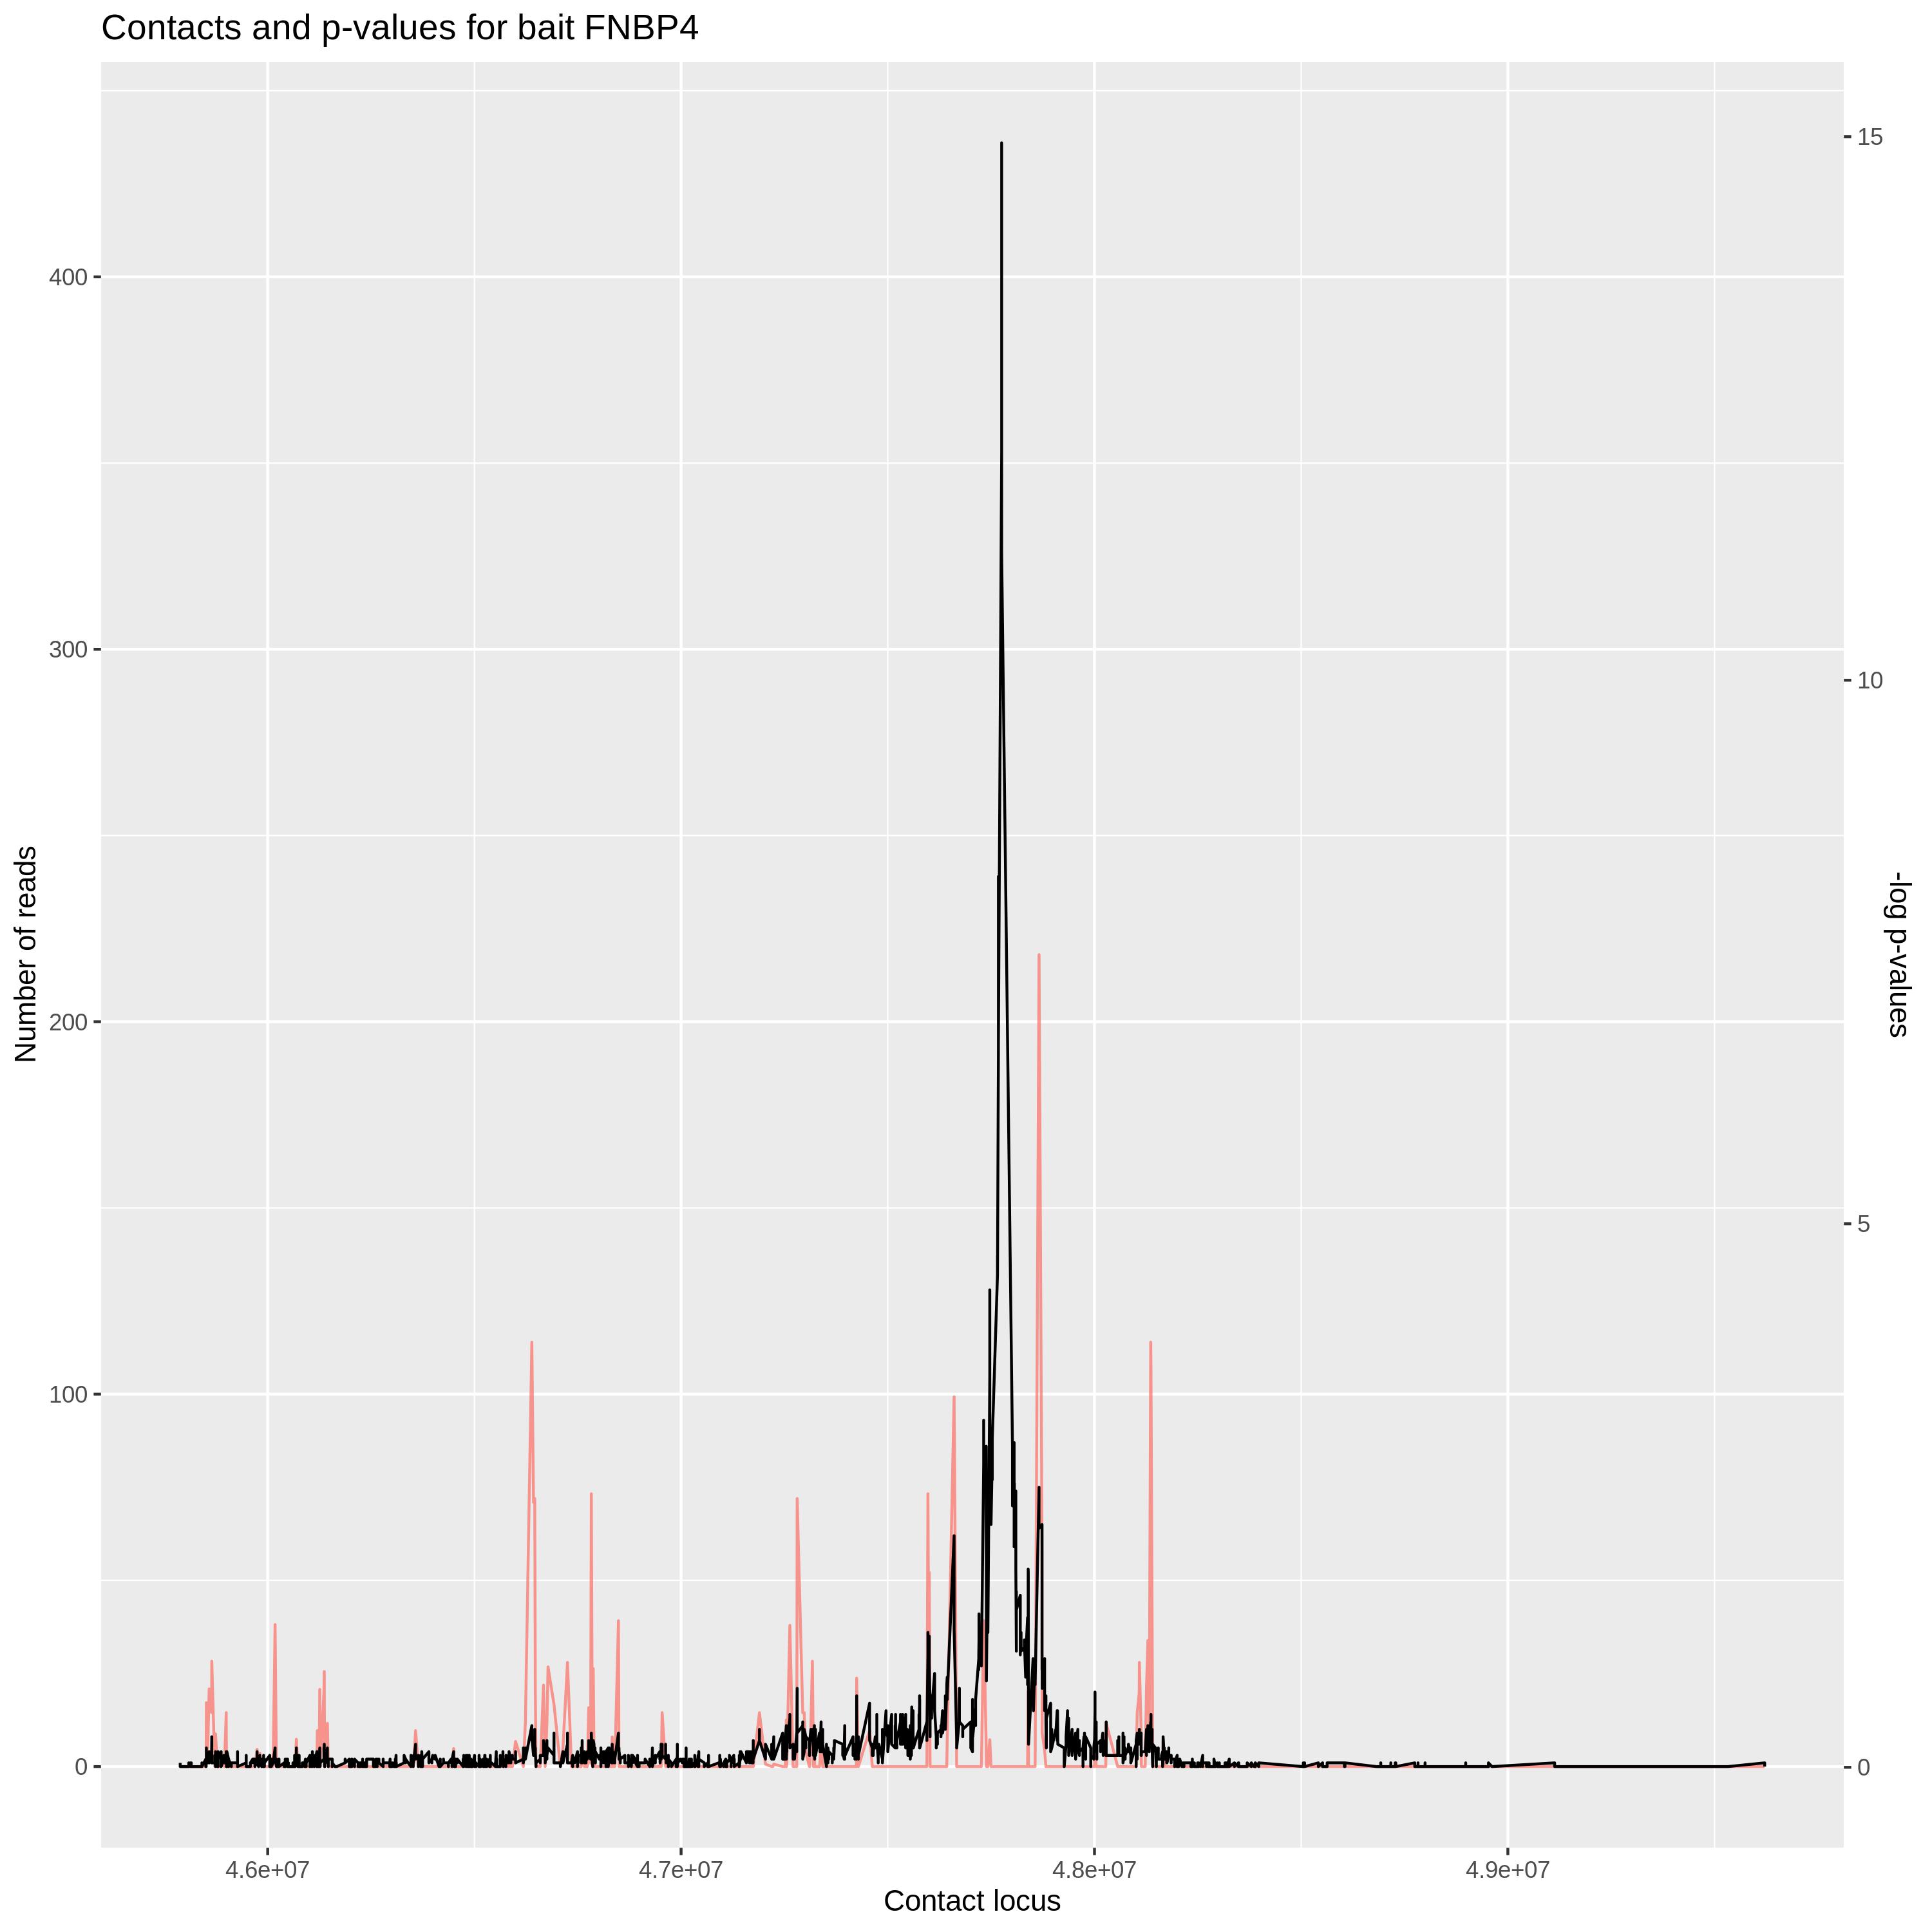 Contacts and p-values for bait FNBP4
400
300
200
100
0
15
10
5
0
Number of reads
-log p-values
4.6e+07
4.7e+07
4.8e+07
4.9e+07
Contact locus